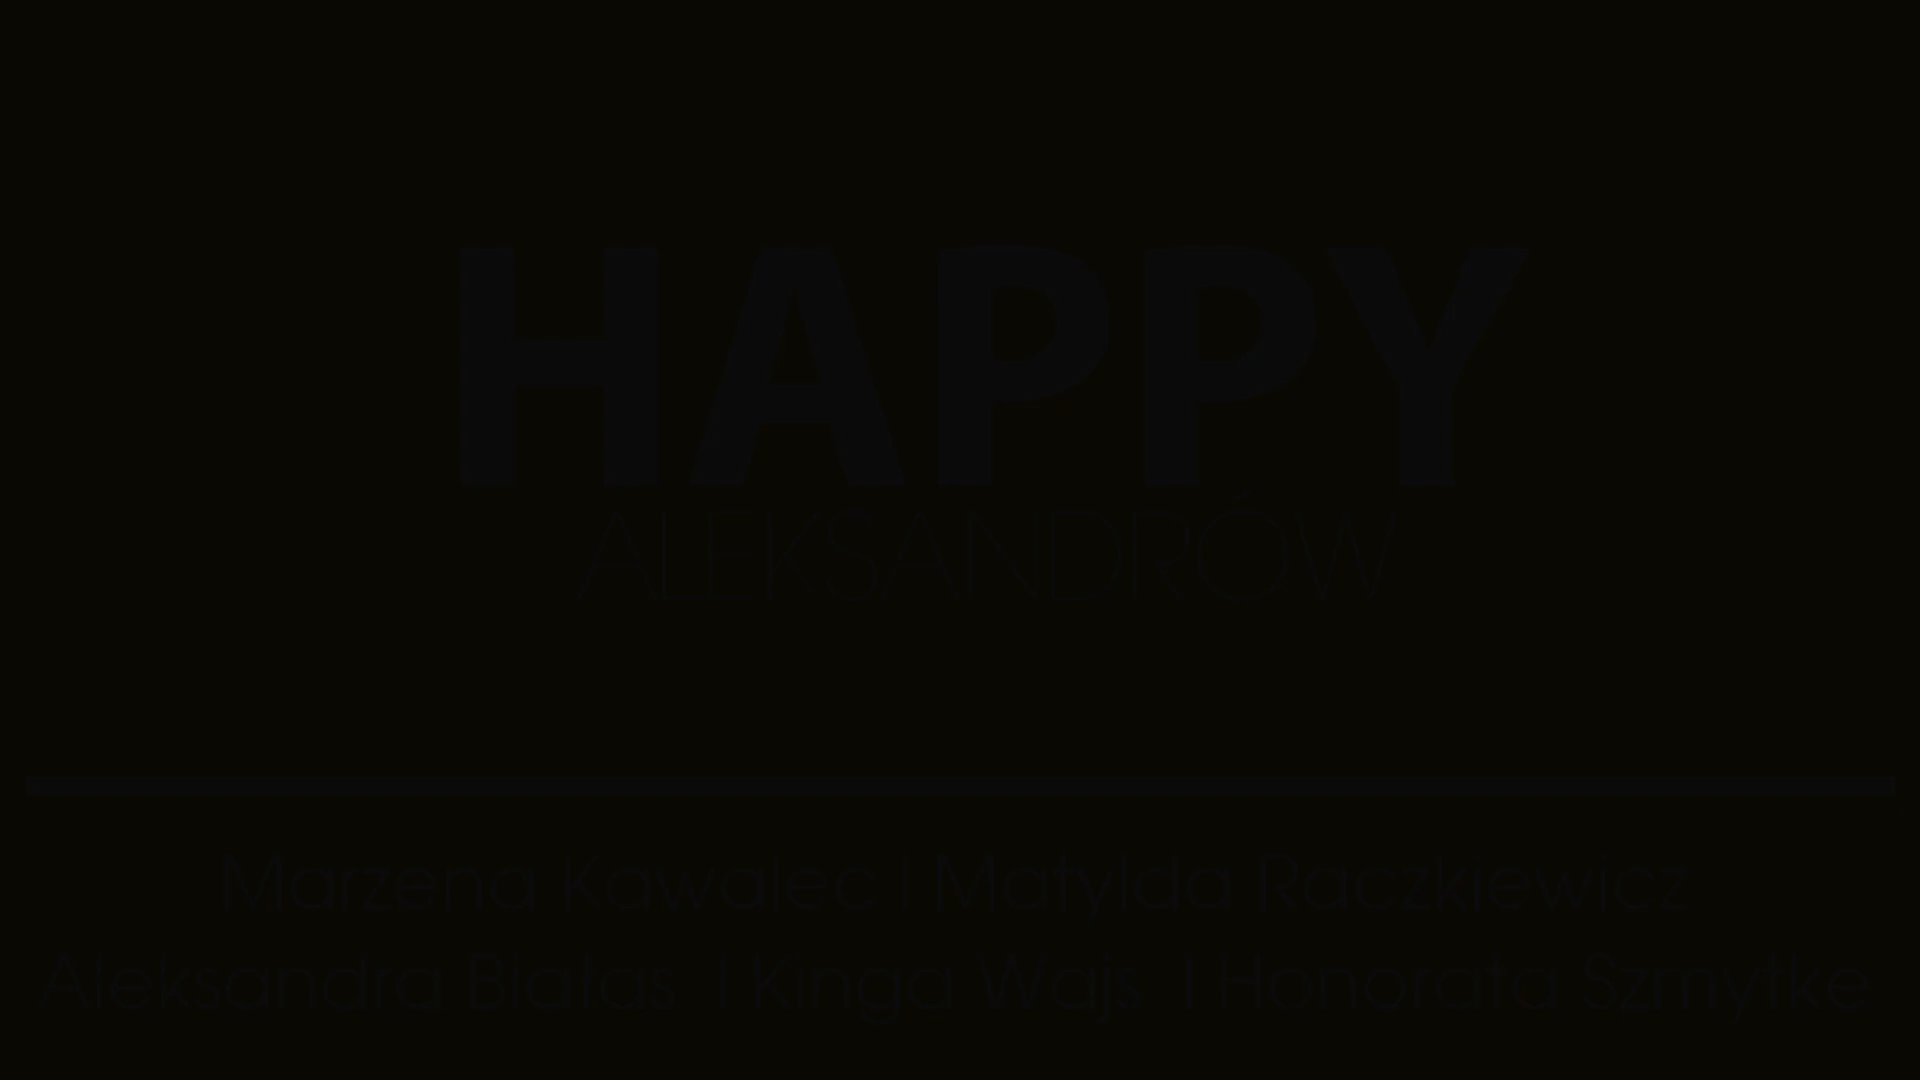 HAPPY
ALEKSANDRÓW
Marzena Kawalec | Matylda Raczkiewicz
Aleksandra Białas | Kinga Wajs | Honorata Szmytke